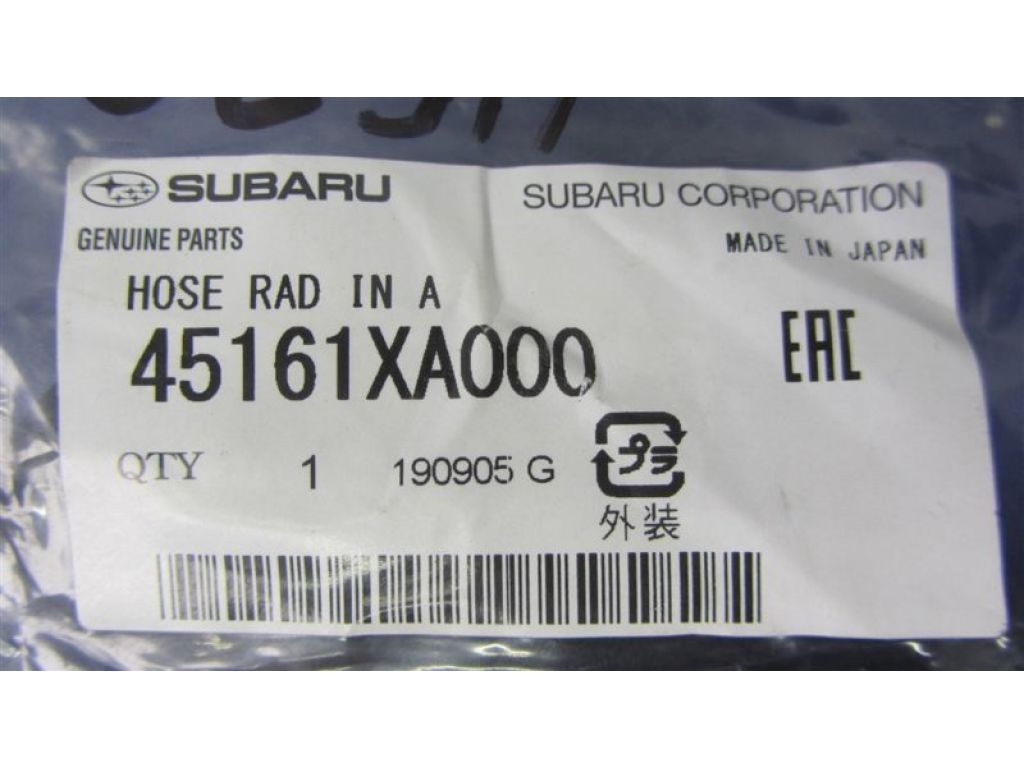 SUBARU SUBARU CORPORATION
GENUINE PARTS MADE IN JAPAN
HOSE RAD IN A
45161XA000 EAC
QTY 1 190905 G プラ
外装